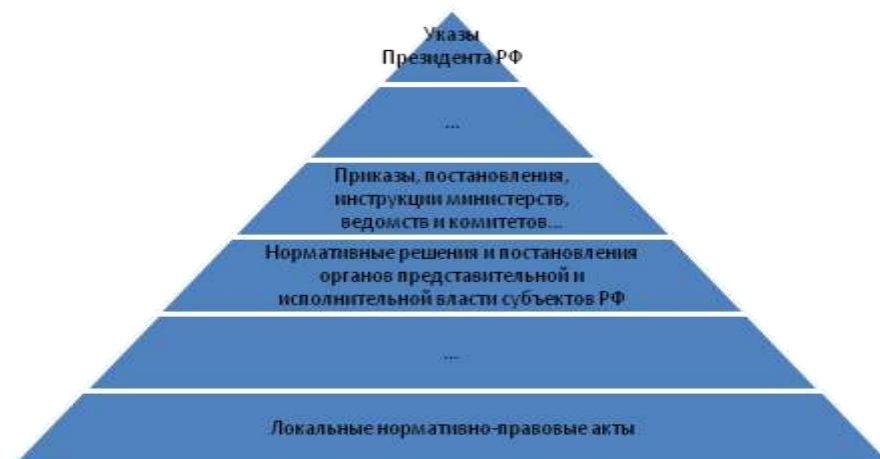 Указы
Президента РФ
...
Приказы, постановления,
инструкции министерств,
ведомств и комитетов...
Нормативные решения и постановления
органов представительной и
исполнительной власти субъектов РФ
...
Локальные нормативно-правовые акты